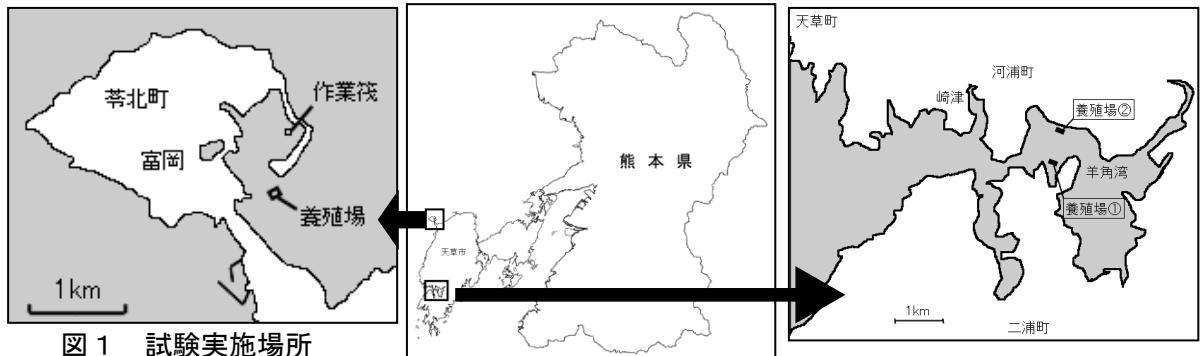 苓北町
作業筏
富岡
養殖場
1km
図１　試験実施場所
熊本県
天草市
天草町
河浦町
崎津
養殖場②
羊角湾
養殖場①
1km
二浦町